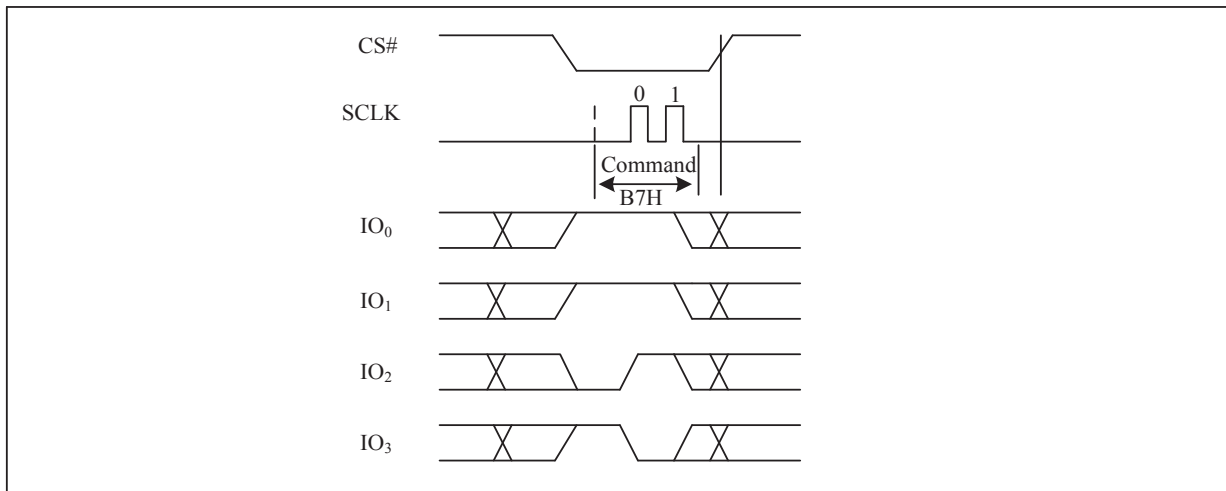 CS#
0 1
SCLK
Command
B7H
IO₀
IO₁
IO₂
IO₃